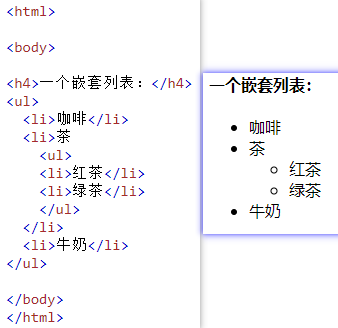 <html>
<body>
<h4>一个嵌套列表：</h4>
<ul>
<li>咖啡</li>
<li>茶
<ul>
<li>红茶</li>
<li>绿茶</li>
</ul>
</li>
<li>牛奶</li>
</ul>
</body>
</html>
一个嵌套列表：
咖啡
茶
红茶
绿茶
牛奶